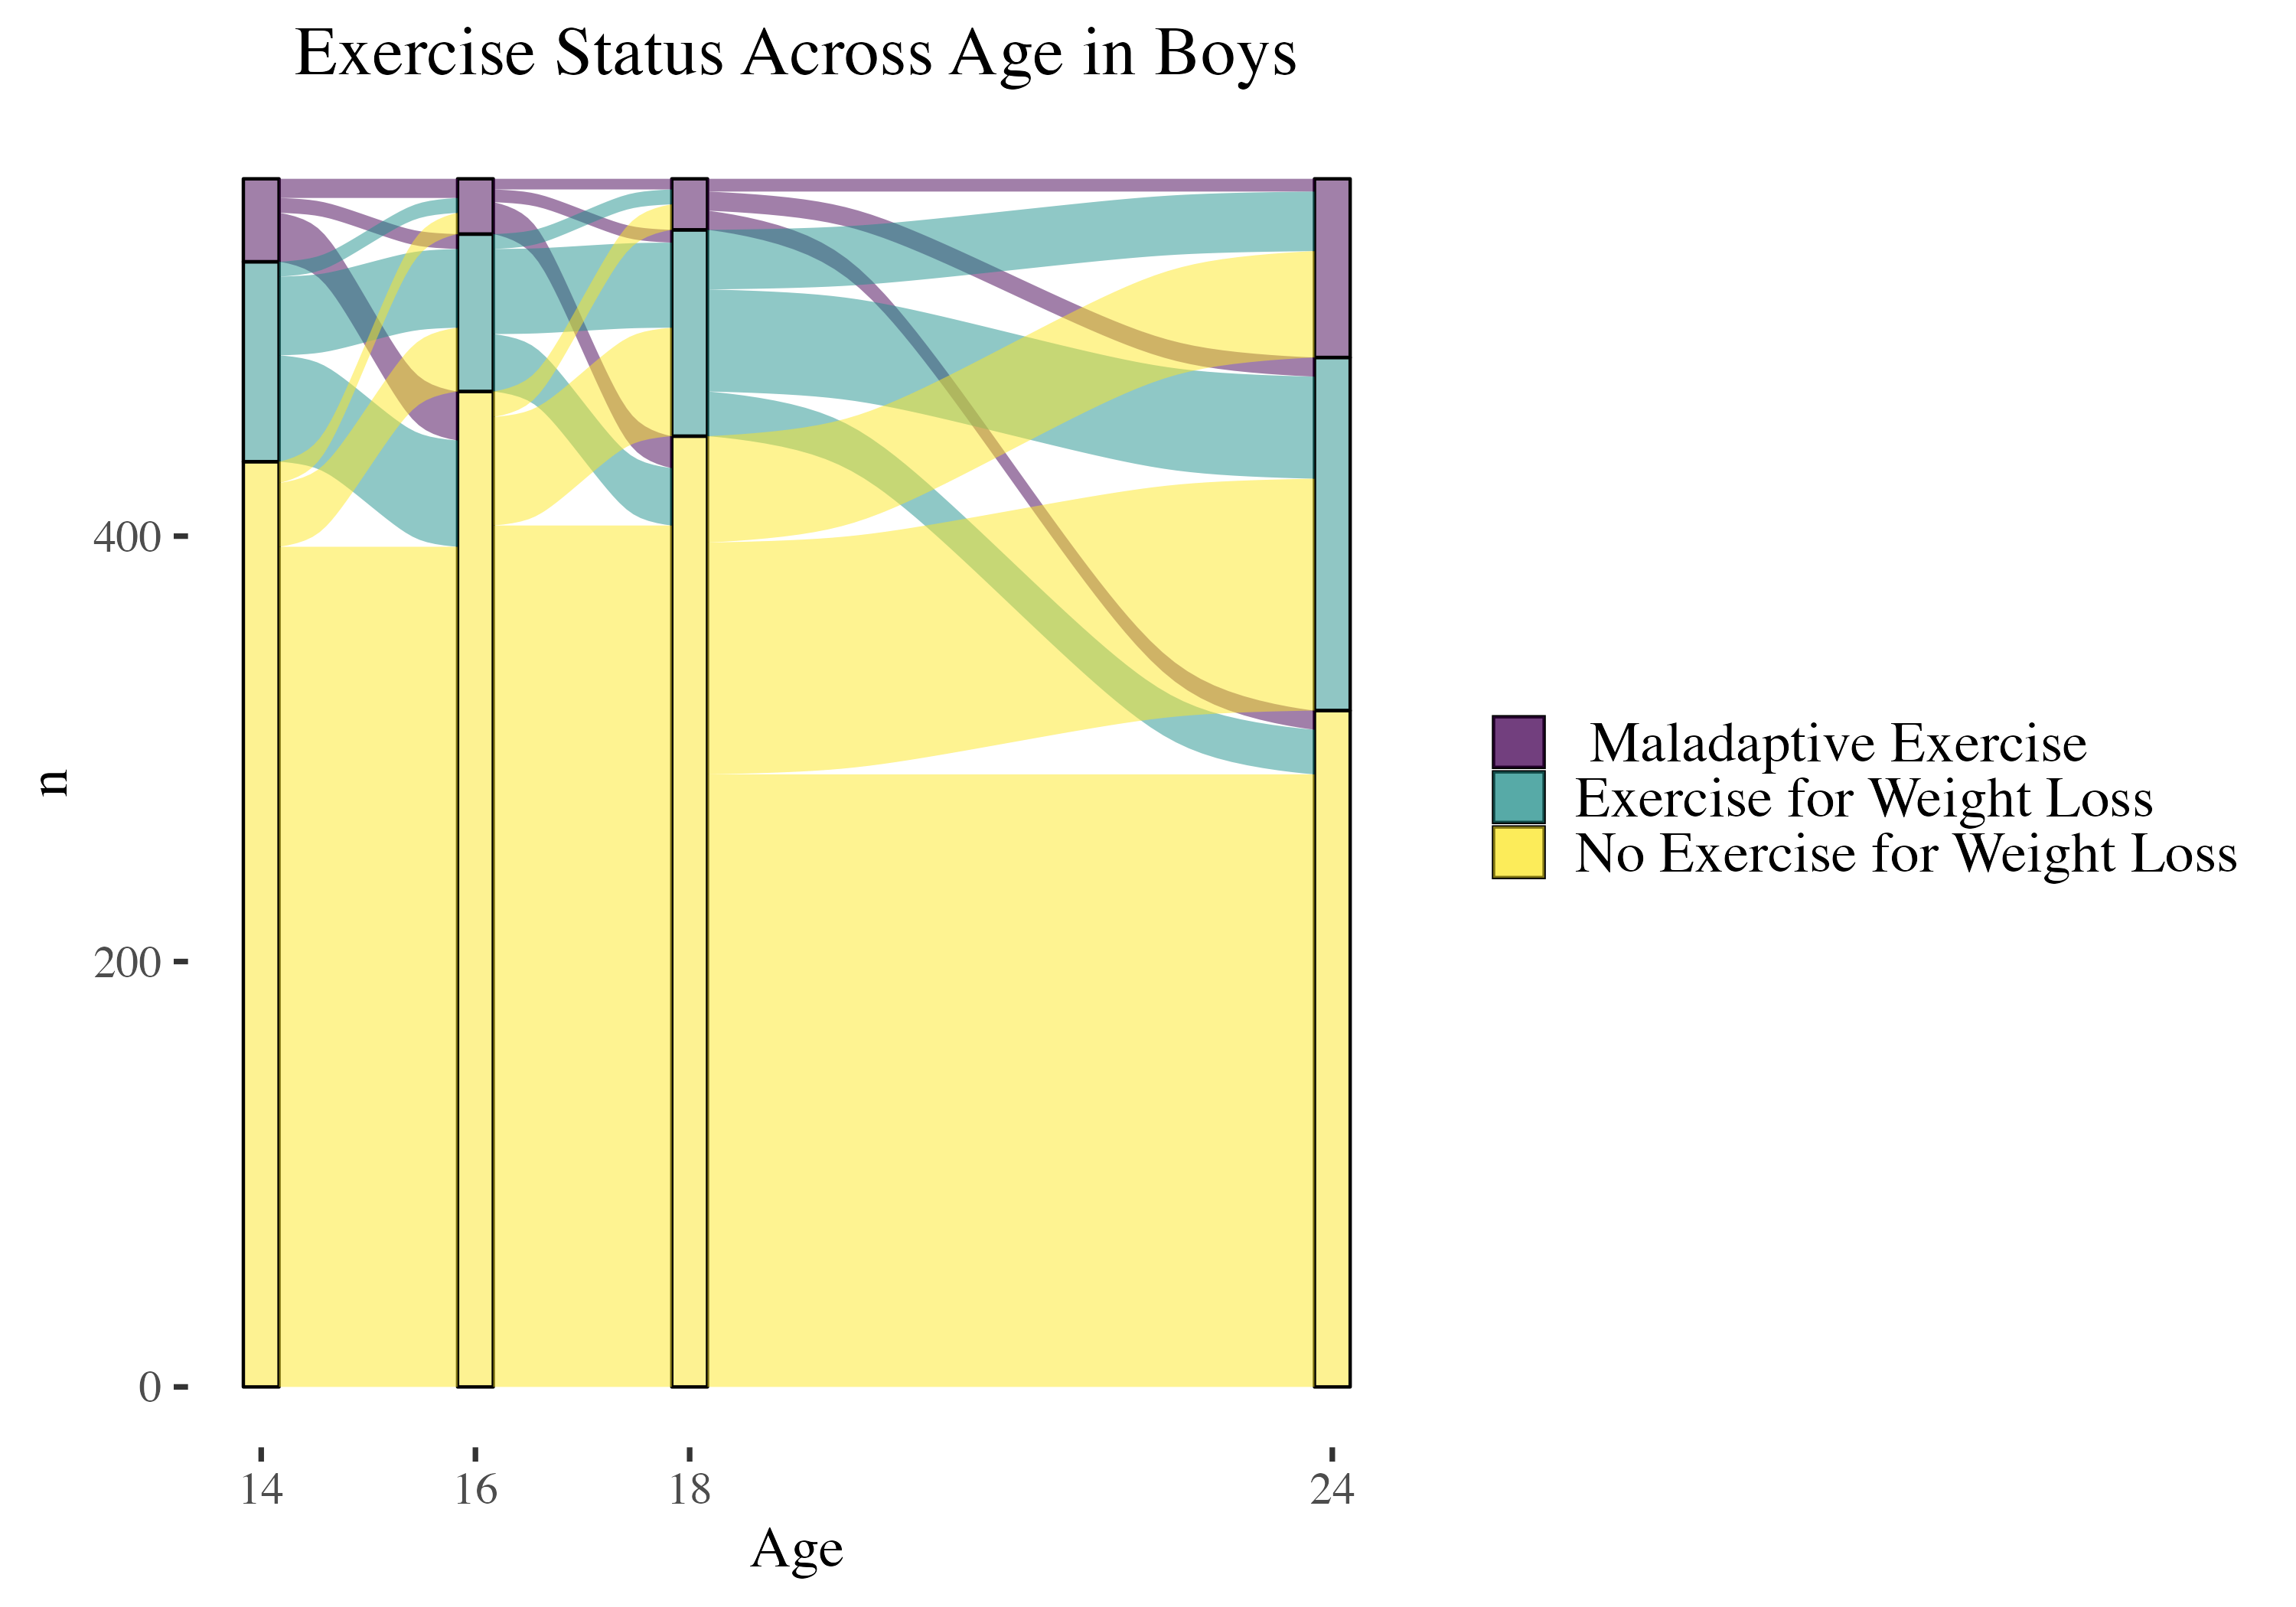 Exercise Status Across Age in Boys
400
200
0
n
14 16 18 24
Age
Maladaptive Exercise
Exercise for Weight Loss
No Exercise for Weight Loss